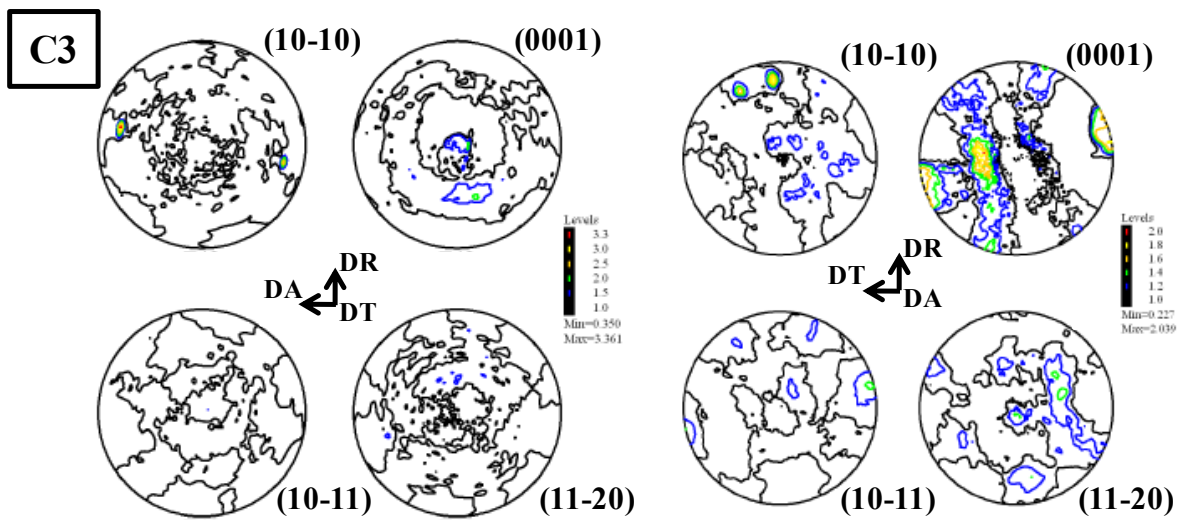 C3
(10-10)
(0001)
(10-10)
(0001)
Levels
3.3
3.0
2.5
2.0
1.5
1.0
Min=0.350
Max=3.361
DR
DA
DT
Levels
2.0
1.8
1.6
1.4
1.2
1.0
Min=0.227
Max=2.039
DR
DT
DA
(10-11)
(11-20)
(10-11)
(11-20)